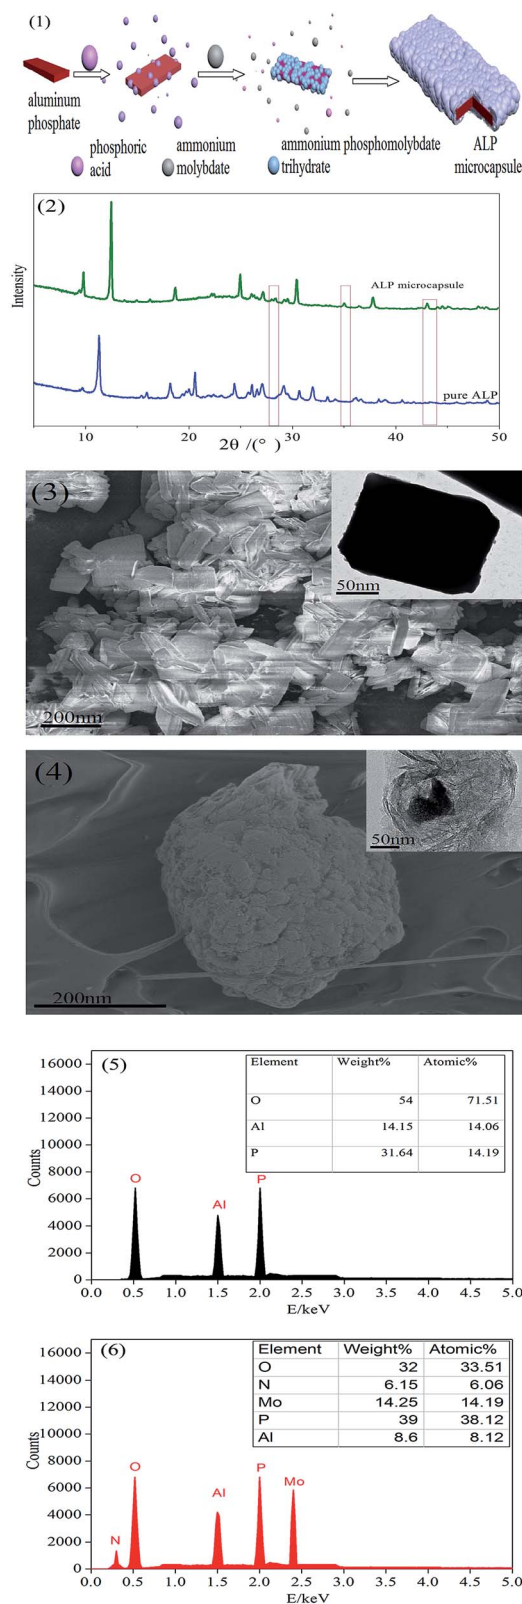 (1)
aluminum
phosphate
phosphoric
acid
ammonium
molybdate
ammonium phosphomolybdate
trihydrate
ALP
microcapsule
(2)
Intensity
ALP microcapsule
pure ALP
10 20 30 40 50
2θ /(°)
(3)
50nm
200nm
(4)
50nm
200nm
(5)
Counts
16000
14000
12000
10000
8000
6000
4000
2000
0
Element Weight% Atomic%
O 54 71.51
Al 14.15 14.06
P 31.64 14.19
O
Al
P
0.0 0.5 1.0 1.5 2.0 2.5 3.0 3.5 4.0 4.5 5.0
E/keV
(6)
Counts
16000
14000
12000
10000
8000
6000
4000
2000
0
Element Weight% Atomic%
O 32 33.51
N 6.15 6.06
Mo 14.25 14.19
P 39 38.12
Al 8.6 8.12
N
O
Al
P
Mo
0.0 0.5 1.0 1.5 2.0 2.5 3.0 3.5 4.0 4.5 5.0
E/keV